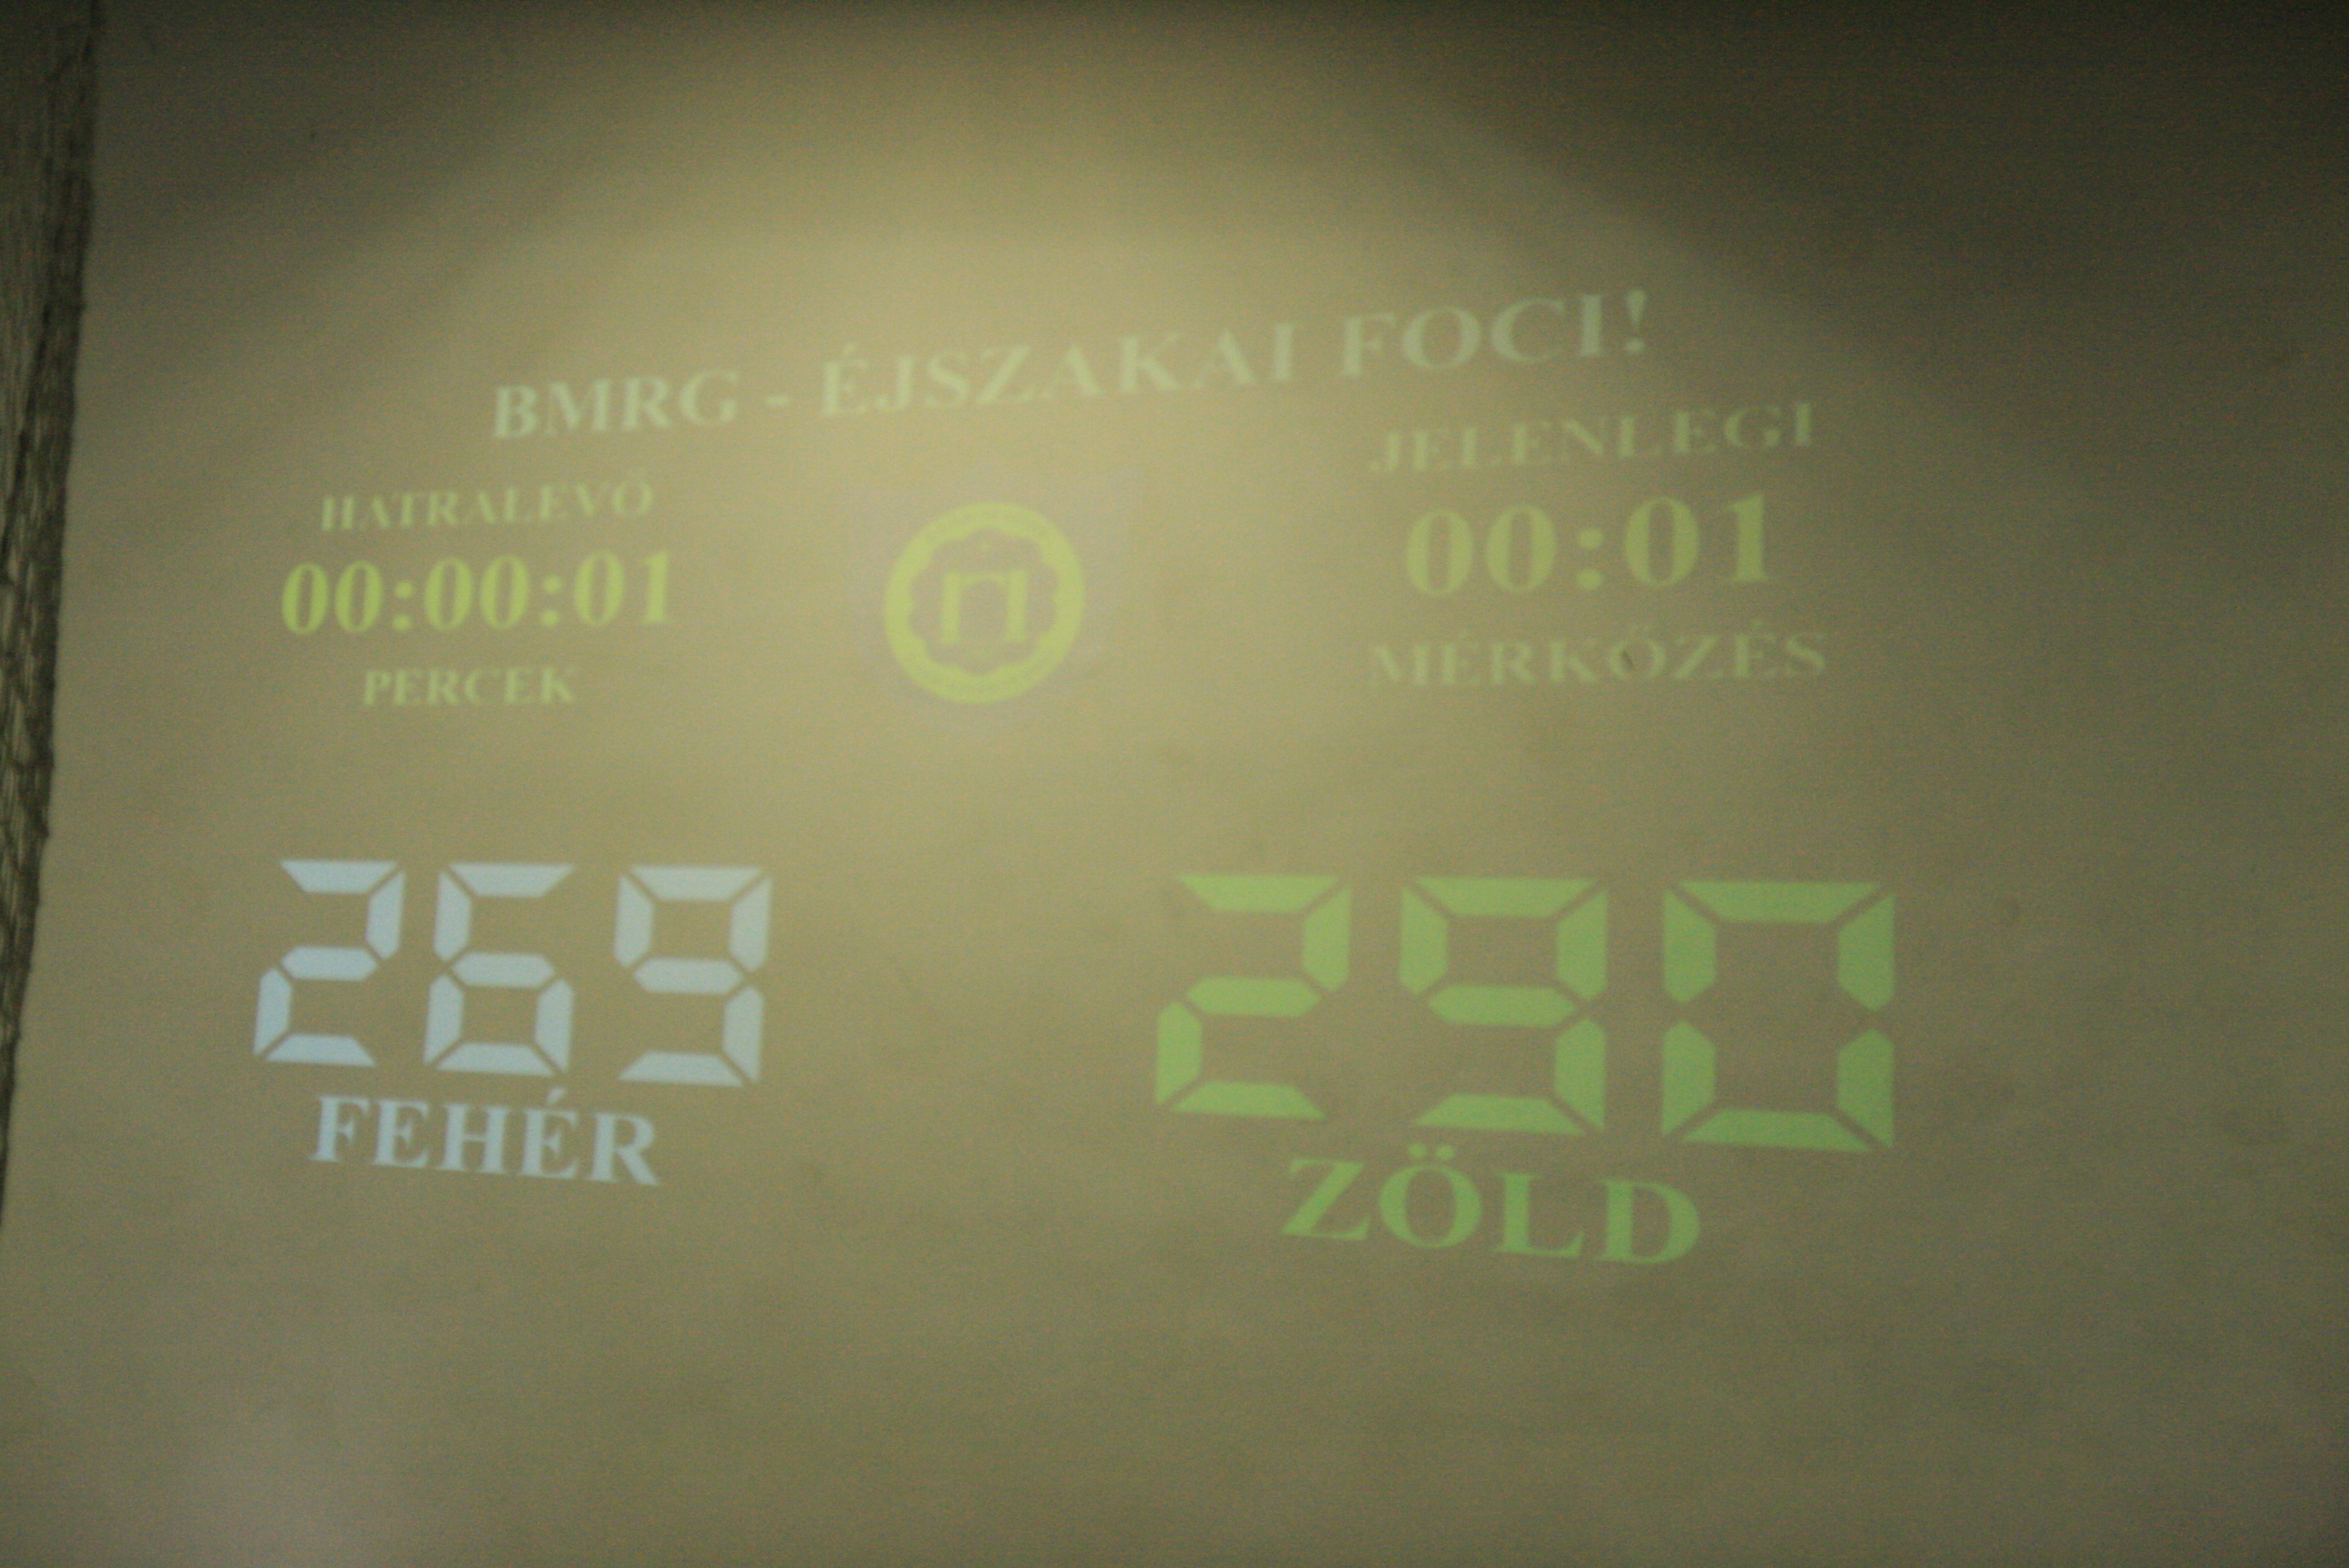 BMRG - ÉJSZAKAI FOCI!
HATRALEVŐ
00:00:01
PERCEK
JELENLEGI
00:01
MÉRKŐZÉS
269
FEHÉR
290
ZÖLD